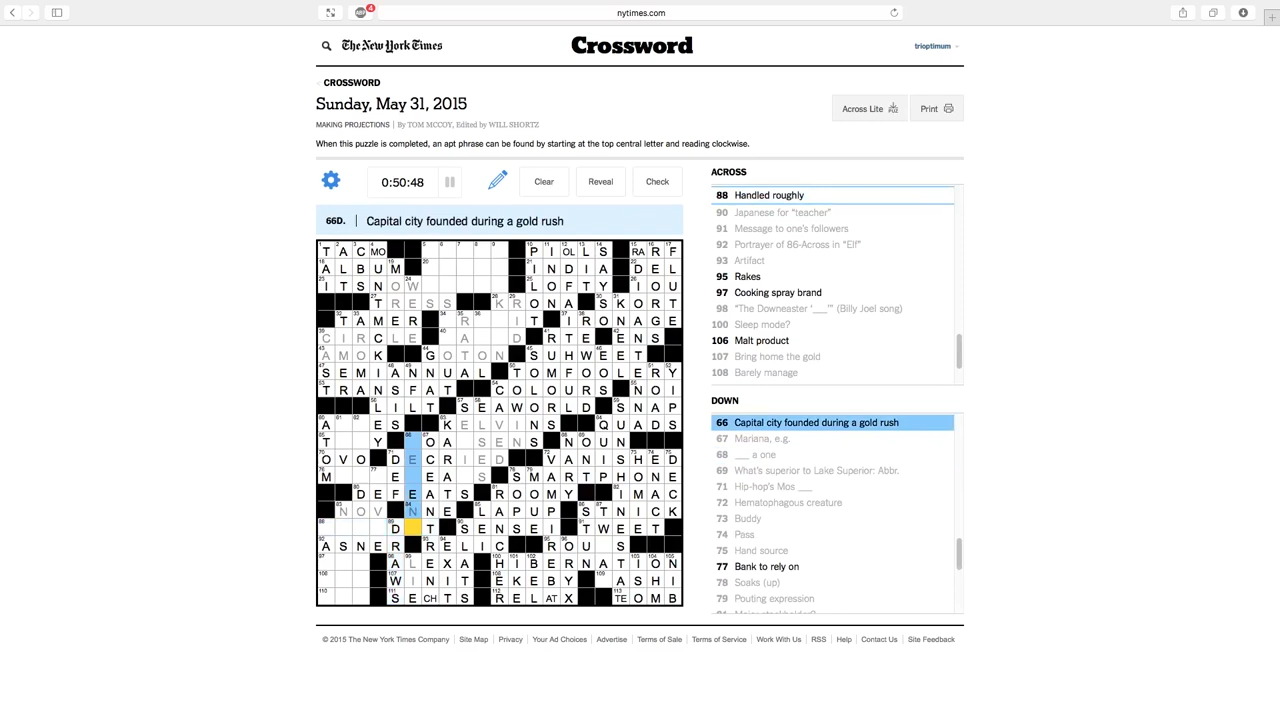 4
nytimes.com
The New York Times
Crossword
trioptimum
CROSSWORD
Sunday, May 31, 2015
Across Lite
Print
MAKING PROJECTIONS | By TOM MCCOY, Edited by WILL SHORTZ
When this puzzle is completed, an apt phrase can be found by starting at the top central letter and reading clockwise.
0:50:48
Clear
Reveal
Check
66D. | Capital city founded during a gold rush
T A C MO P I OL L S RA R F
A L B U M I N D I A D E L
I T S N O W L O F T Y I O U
T R E S S K R O N A S K O R T
T A M E R R I T I R O N A G E
C I R C L E A D R T E E N S
A M O K G O T O N S U H W E E T
S E M I A N N U A L T O M F O O L E R Y
T R A N S F A T C O L O U R S N O I
L I L T S E A W O R L D S N A P
A E S K E L V I N S Q U A D S
T Y O A S E N S N O U N
O V O D E C R I E D V A N I S H E D
M E E A S S M A R T P H O N E
D E F E A T S R O O M Y I M A C
N O V N N E L A P U P S T N I C K
D T S E N S E I T W E E T
A S N E R R E L I C R O U S
A L E X A H I B E R N A T I O N
W I N I T E K E B Y A S H I
S E CH T S R E L AT X TE O M B
ACROSS
88 Handled roughly
90 Japanese for "teacher"
91 Message to one's followers
92 Portrayer of 86-Across in "Elf"
93 Artifact
95 Rakes
97 Cooking spray brand
98 "The Downeaster '___'" (Billy Joel song)
100 Sleep mode?
106 Malt product
107 Bring home the gold
108 Barely manage
DOWN
66 Capital city founded during a gold rush
67 Mariana, e.g.
68 ___ a one
69 What's superior to Lake Superior: Abbr.
71 Hip-hop's Mos ___
72 Hematophagous creature
73 Buddy
74 Pass
75 Hand source
77 Bank to rely on
78 Soaks (up)
79 Pouting expression
© 2015 The New York Times Company | Site Map | Privacy | Your Ad Choices | Advertise | Terms of Sale | Terms of Service | Work With Us | RSS | Help | Contact Us | Site Feedback